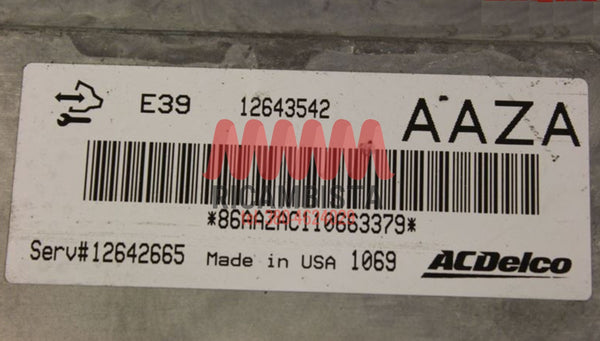 E39 12643542 AAZA
RICAMBISTA
*86AAZAC110663379*
Serv#12642665 Made in USA 1069 ACDelco